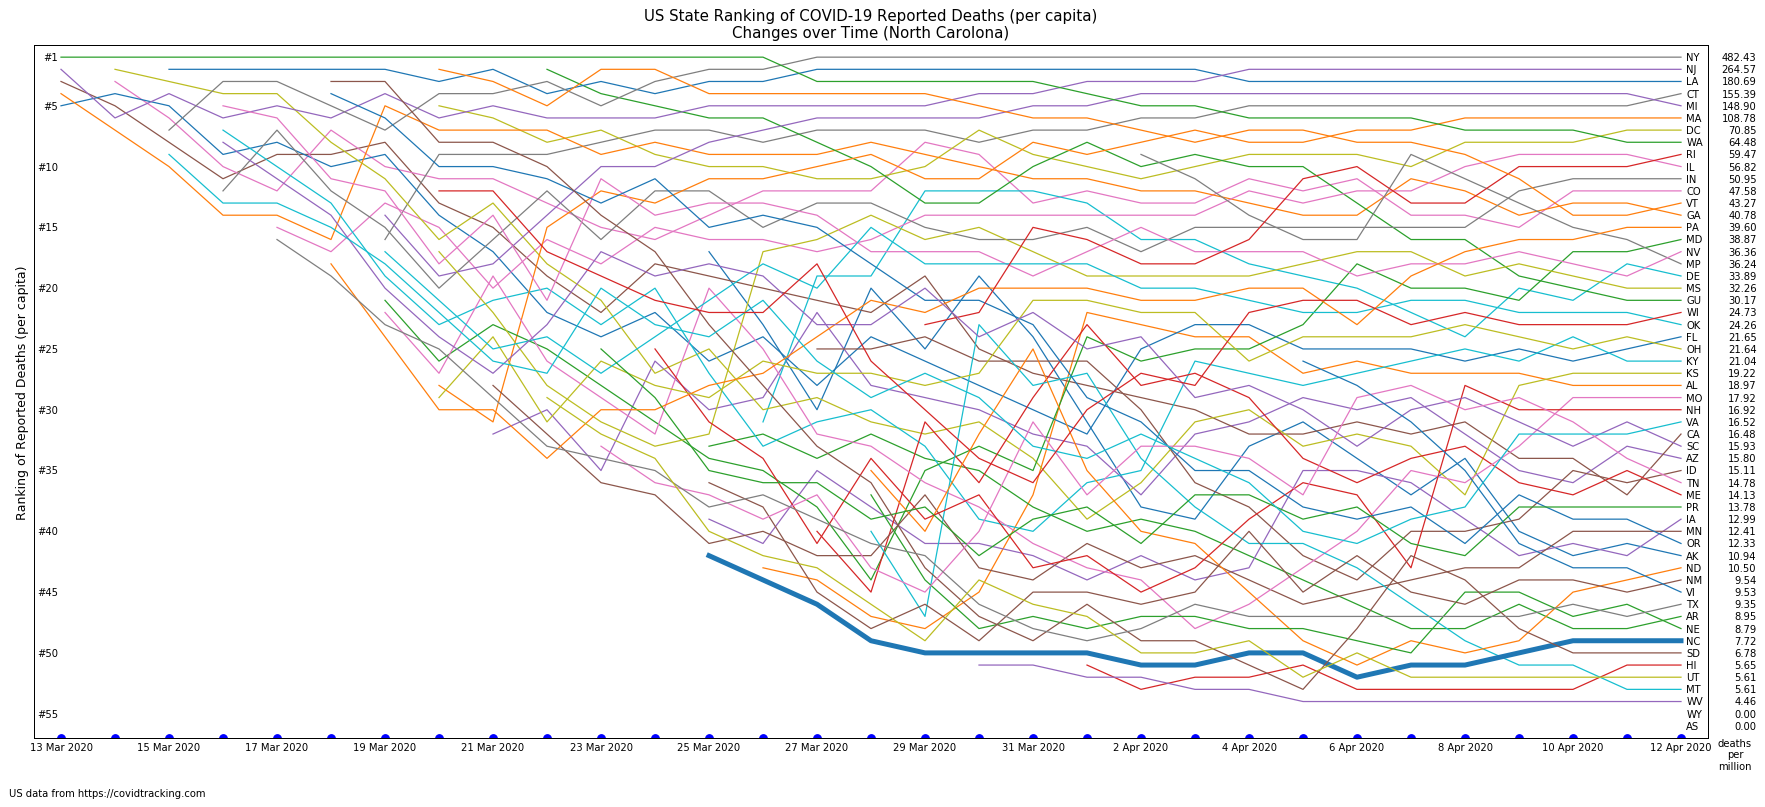 US State Ranking of COVID-19 Reported Deaths (per capita)
Changes over Time (North Carolona)
Ranking of Reported Deaths (per capita)
#1
#5
#10
#15
#20
#25
#30
#35
#40
#45
#50
#55
NY 482.43
NJ 264.57
LA 180.69
CT 155.39
MI 148.90
MA 108.78
DC 70.85
WA 64.48
RI 59.47
IL 56.82
IN 50.95
CO 47.58
VT 43.27
GA 40.78
PA 39.60
MD 38.87
NV 36.36
MP 36.24
DE 33.89
MS 32.26
GU 30.17
WI 24.73
OK 24.26
FL 21.65
OH 21.64
KY 21.04
KS 19.22
AL 18.97
MO 17.92
NH 16.92
VA 16.52
CA 16.48
SC 15.93
AZ 15.80
ID 15.11
TN 14.78
ME 14.13
PR 13.78
IA 12.99
MN 12.41
OR 12.33
AK 10.94
ND 10.50
NM 9.54
VI 9.53
TX 9.35
AR 8.95
NE 8.79
NC 7.72
SD 6.78
HI 5.65
UT 5.61
MT 5.61
WV 4.46
WY 0.00
AS 0.00
13 Mar 2020 15 Mar 2020 17 Mar 2020 19 Mar 2020 21 Mar 2020 23 Mar 2020 25 Mar 2020 27 Mar 2020 29 Mar 2020 31 Mar 2020 2 Apr 2020 4 Apr 2020 6 Apr 2020 8 Apr 2020 10 Apr 2020 12 Apr 2020
deaths
per
million
US data from https://covidtracking.com